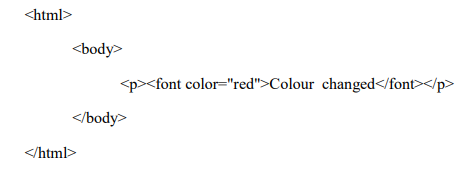 <html>
<body>
<p><font color="red">Colour changed</font></p>
</body>
</html>